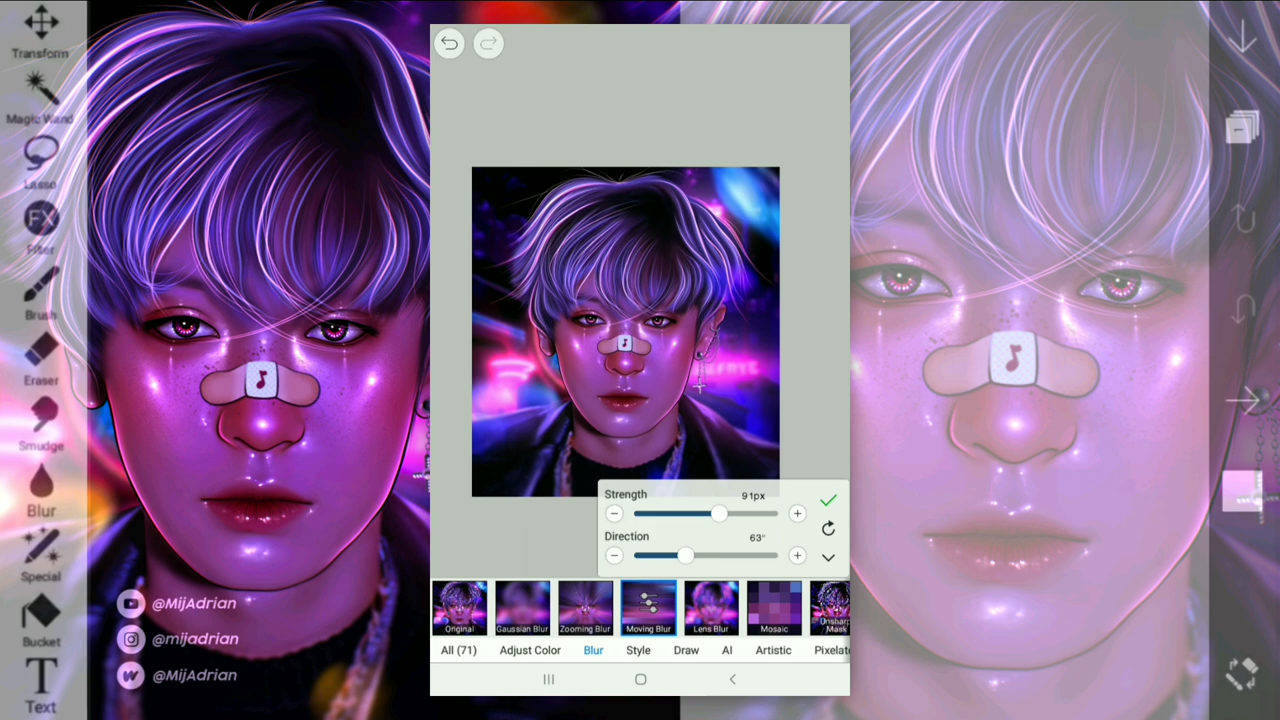 Transform
Magic Wand
Lasso
FX
Filter
Brush
Eraser
Smudge
Blur
Special
Bucket
T
Text
@MijAdrian
@mijadrian
@MijAdrian
Strength 91px
Direction 63°
Original Gaussian Blur Zooming Blur Moving Blur Lens Blur Mosaic Unsharp Mask
All (71) Adjust Color Blur Style Draw AI Artistic Pixelate